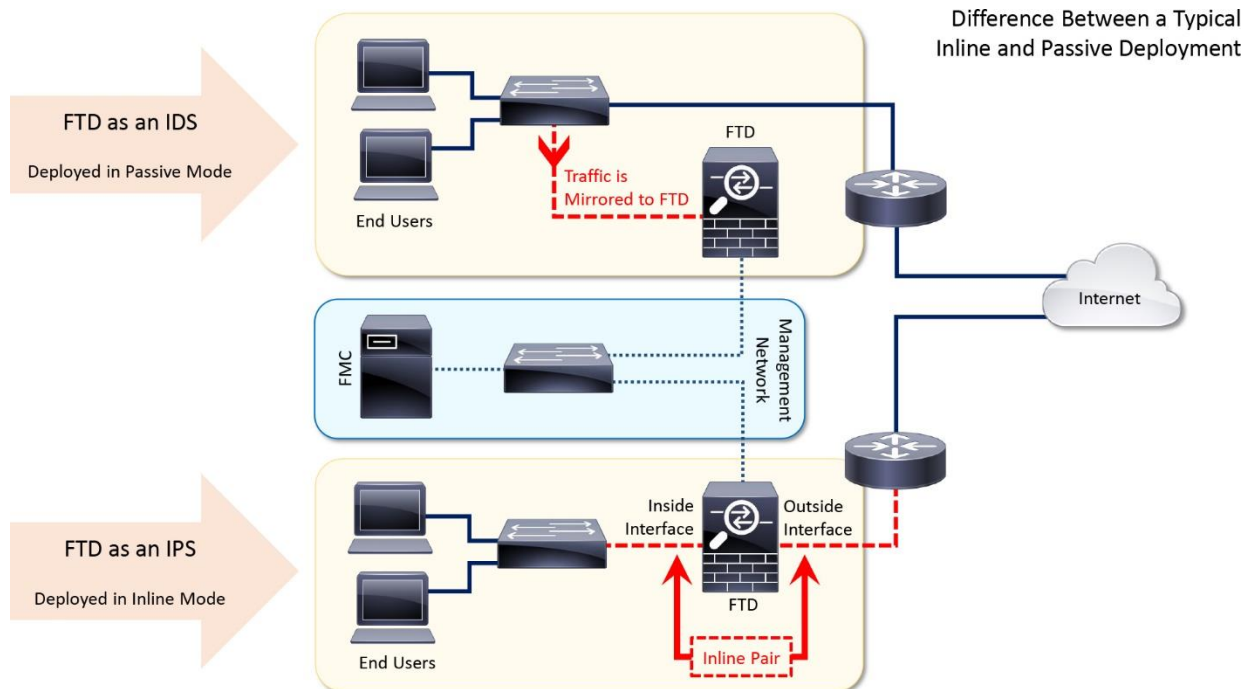 Difference Between a Typical
Inline and Passive Deployment
FTD as an IDS
Deployed in Passive Mode
End Users
Traffic is
Mirrored to FTD
FTD
Internet
FMC
Management
Network
FTD as an IPS
Deployed in Inline Mode
End Users
Inside
Interface
Outside
Interface
FTD
Inline Pair